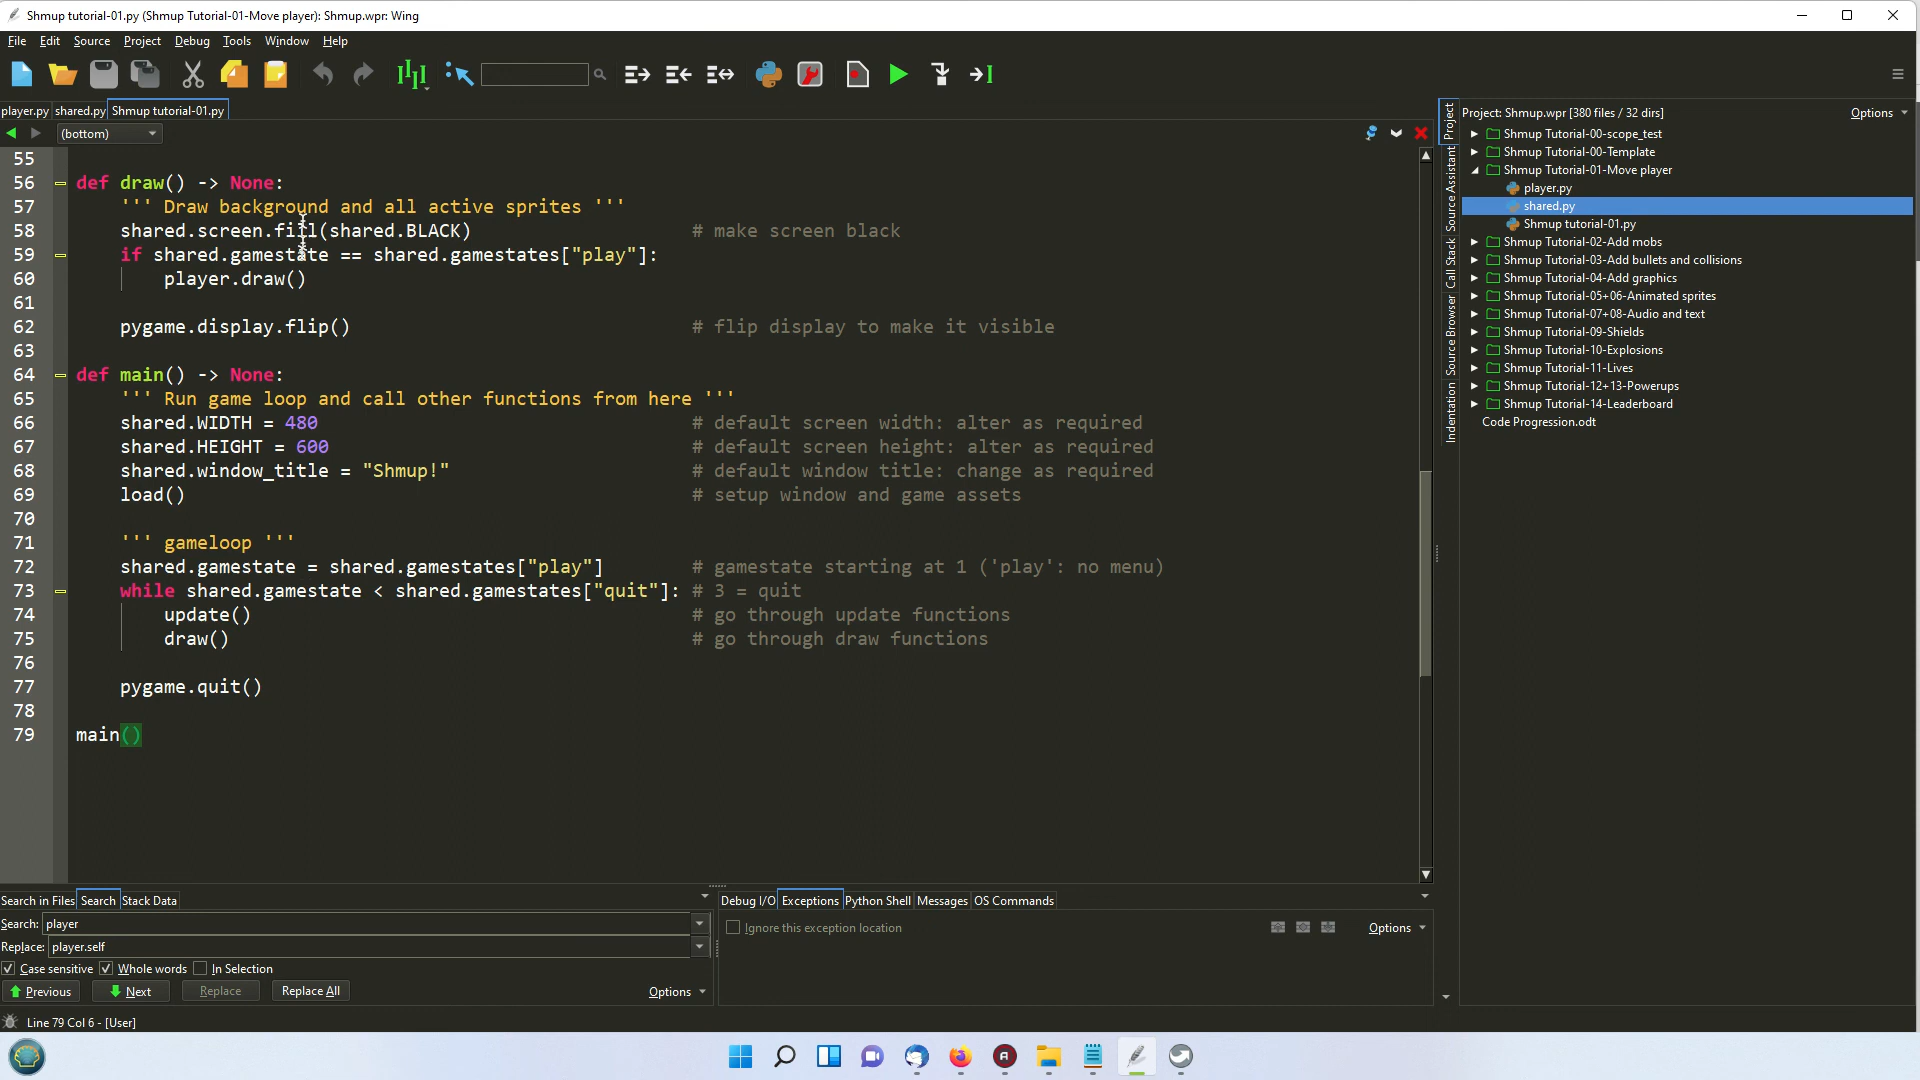 Shmup tutorial-01.py (Shmup Tutorial-01-Move player): Shmup.wpr: Wing
File Edit Source Project Debug Tools Window Help
player.py shared.py Shmup tutorial-01.py
(bottom)
55
56 def draw() -> None:
57 ''' Draw background and all active sprites '''
58 shared.screen.fill(shared.BLACK) # make screen black
59 if shared.gamestate == shared.gamestates["play"]:
60 player.draw()
61
62 pygame.display.flip() # flip display to make it visible
63
64 def main() -> None:
65 ''' Run game loop and call other functions from here '''
66 shared.WIDTH = 480 # default screen width: alter as required
67 shared.HEIGHT = 600 # default screen height: alter as required
68 shared.window_title = "Shmup!" # default window title: change as required
69 load() # setup window and game assets
70
71 ''' gameloop '''
72 shared.gamestate = shared.gamestates["play"] # gamestate starting at 1 ('play': no menu)
73 while shared.gamestate < shared.gamestates["quit"]: # 3 = quit
74 update() # go through update functions
75 draw() # go through draw functions
76
77 pygame.quit()
78
79 main()
Project
Source Assistant
Call Stack
Source Browser
Indentation
Project: Shmup.wpr [380 files / 32 dirs] Options
Shmup Tutorial-00-scope_test
Shmup Tutorial-00-Template
Shmup Tutorial-01-Move player
player.py
shared.py
Shmup tutorial-01.py
Shmup Tutorial-02-Add mobs
Shmup Tutorial-03-Add bullets and collisions
Shmup Tutorial-04-Add graphics
Shmup Tutorial-05+06-Animated sprites
Shmup Tutorial-07+08-Audio and text
Shmup Tutorial-09-Shields
Shmup Tutorial-10-Explosions
Shmup Tutorial-11-Lives
Shmup Tutorial-12+13-Powerups
Shmup Tutorial-14-Leaderboard
Code Progression.odt
Search in Files Search Stack Data
Search: player
Replace: player.self
Case sensitive Whole words In Selection
Previous Next Replace Replace All Options
Debug I/O Exceptions Python Shell Messages OS Commands
Ignore this exception location Options
Line 79 Col 6 - [User]